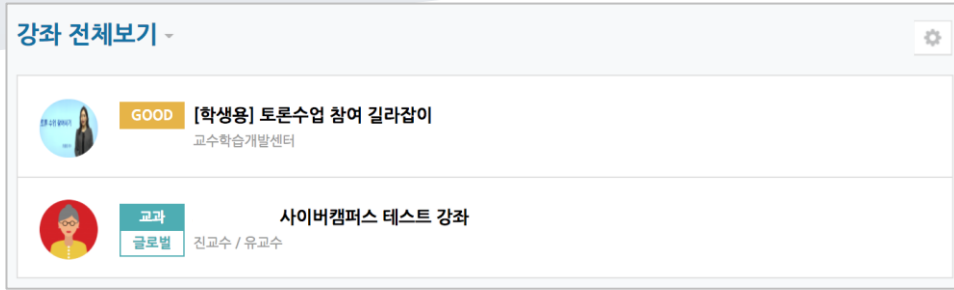 강좌 전체보기
GOOD [학생용] 토론수업 참여 길라잡이
교수학습개발센터
교과 사이버캠퍼스 테스트 강좌
글로벌 진교수 / 유교수